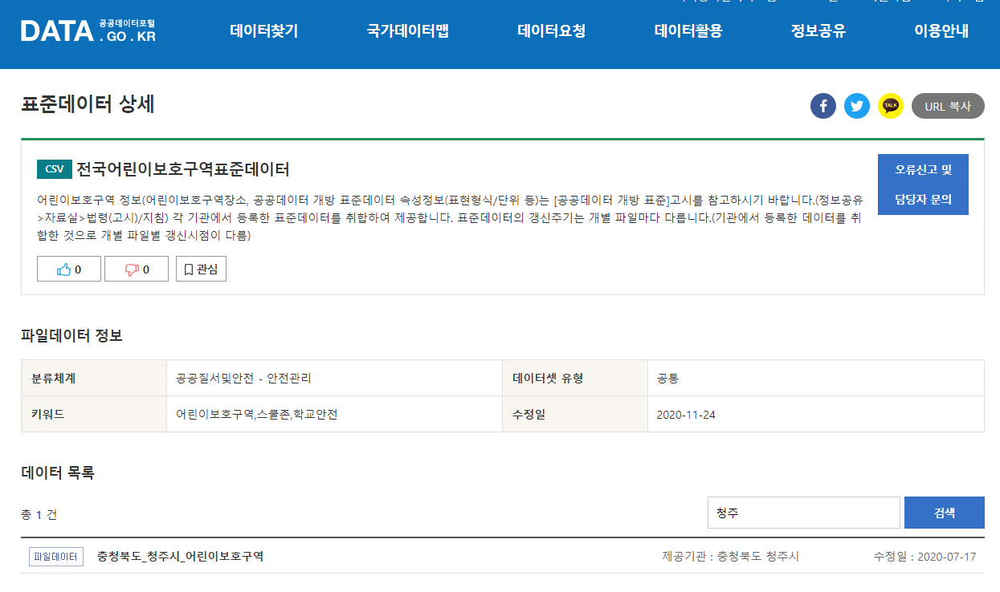 DATA 공공데이터포털
. GO . KR
데이터찾기 국가데이터맵 데이터요청 데이터활용 정보공유 이용안내
표준데이터 상세
f TALK URL 복사
CSV 전국어린이보호구역표준데이터
오류신고 및
담당자 문의
어린이보호구역 정보(어린이보호구역장소, 공공데이터 개방 표준데이터 속성정보(표현형식/단위 등)는 [공공데이터 개방 표준]고시를 참고하시기 바랍니다.(정보공유
>자료실>법령(고시)/지침) 각 기관에서 등록한 표준데이터를 취합하여 제공합니다. 표준데이터의 갱신주기는 개별 파일마다 다릅니다.(기관에서 등록한 데이터를 취
합한 것으로 개별 파일별 갱신시점이 다름)
0 0 관심
파일데이터 정보
분류체계 공공질서및안전 - 안전관리 데이터셋 유형 공통
키워드 어린이보호구역,스쿨존,학교안전 수정일 2020-11-24
데이터 목록
총 1 건 청주 검색
파일데이터 충청북도_청주시_어린이보호구역 제공기관 : 충청북도 청주시 수정일 : 2020-07-17